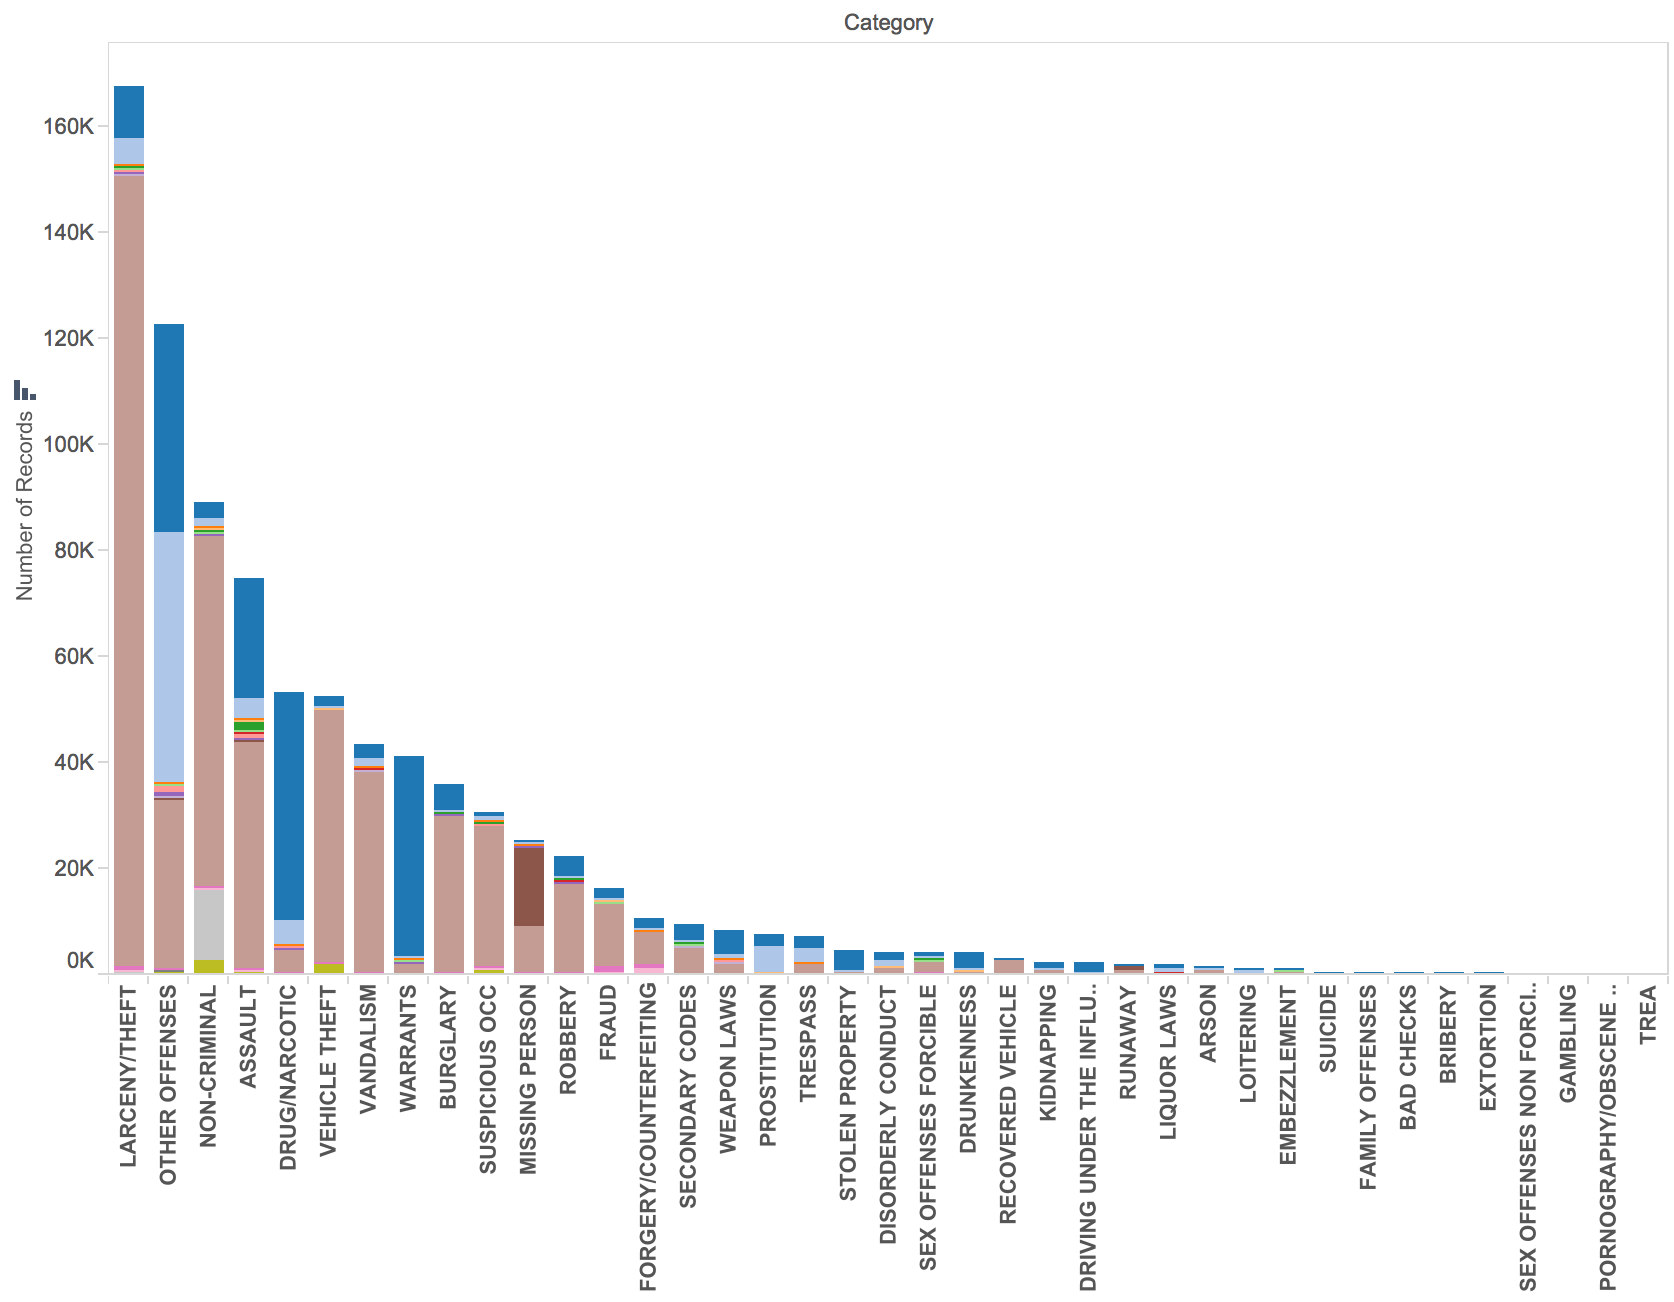 Category
160K
140K
120K
100K
80K
60K
40K
20K
0K
Number of Records
LARCENY/THEFT
OTHER OFFENSES
NON-CRIMINAL
ASSAULT
DRUG/NARCOTIC
VEHICLE THEFT
VANDALISM
WARRANTS
BURGLARY
SUSPICIOUS OCC
MISSING PERSON
ROBBERY
FRAUD
FORGERY/COUNTERFEITING
SECONDARY CODES
WEAPON LAWS
PROSTITUTION
TRESPASS
STOLEN PROPERTY
DISORDERLY CONDUCT
SEX OFFENSES FORCIBLE
DRUNKENNESS
RECOVERED VEHICLE
KIDNAPPING
DRIVING UNDER THE INFLU..
RUNAWAY
LIQUOR LAWS
ARSON
LOITERING
EMBEZZLEMENT
SUICIDE
FAMILY OFFENSES
BAD CHECKS
BRIBERY
EXTORTION
SEX OFFENSES NON FORCI..
GAMBLING
PORNOGRAPHY/OBSCENE ..
TREA